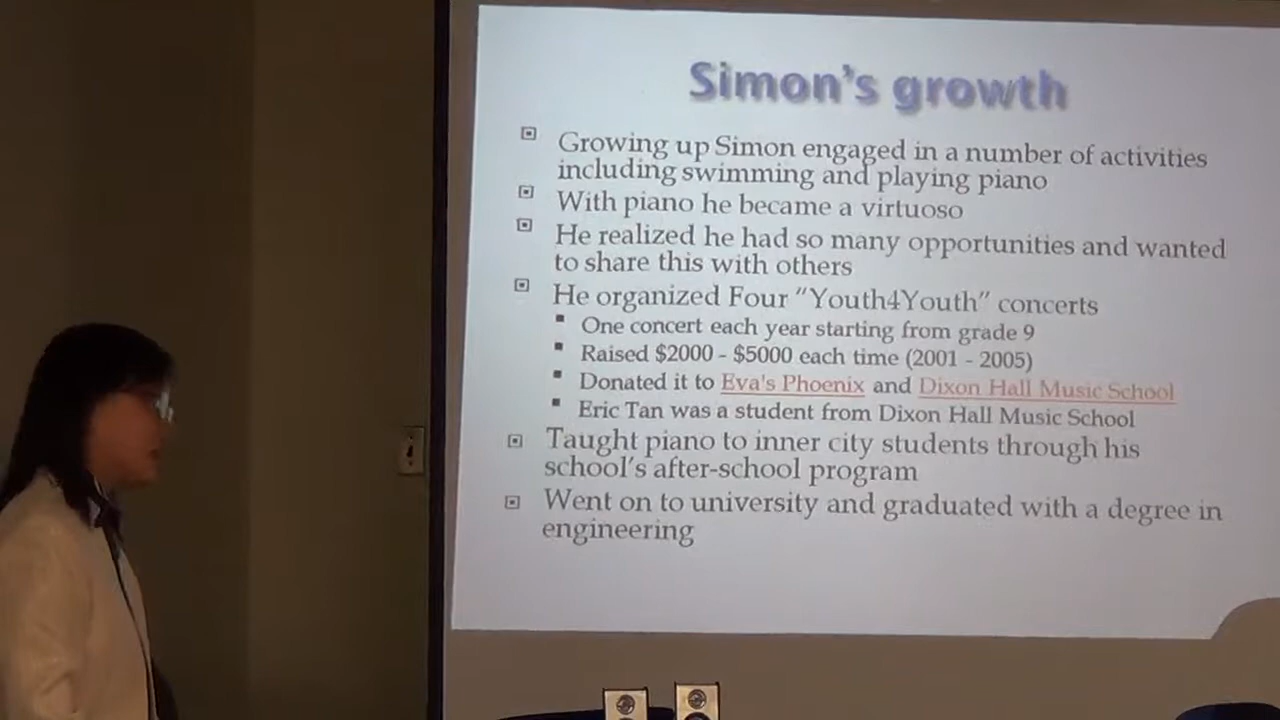 Simon's growth
Growing up Simon engaged in a number of activities
including swimming and playing piano
With piano he became a virtuoso
He realized he had so many opportunities and wanted
to share this with others
He organized Four "Youth4Youth" concerts
One concert each year starting from grade 9
Raised $2000 - $5000 each time (2001 - 2005)
Donated it to Eva's Phoenix and Dixon Hall Music School
Eric Tan was a student from Dixon Hall Music School
Taught piano to inner city students through his
school's after-school program
Went on to university and graduated with a degree in
engineering